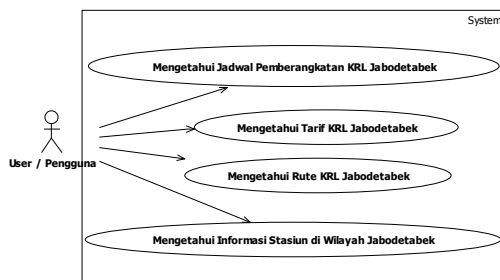 System
Mengetahui Jadwal Pemberangkatan KRL Jabodetabek
Mengetahui Tarif KRL Jabodetabek
User / Pengguna
Mengetahui Rute KRL Jabodetabek
Mengetahui Informasi Stasiun di Wilayah Jabodetabek